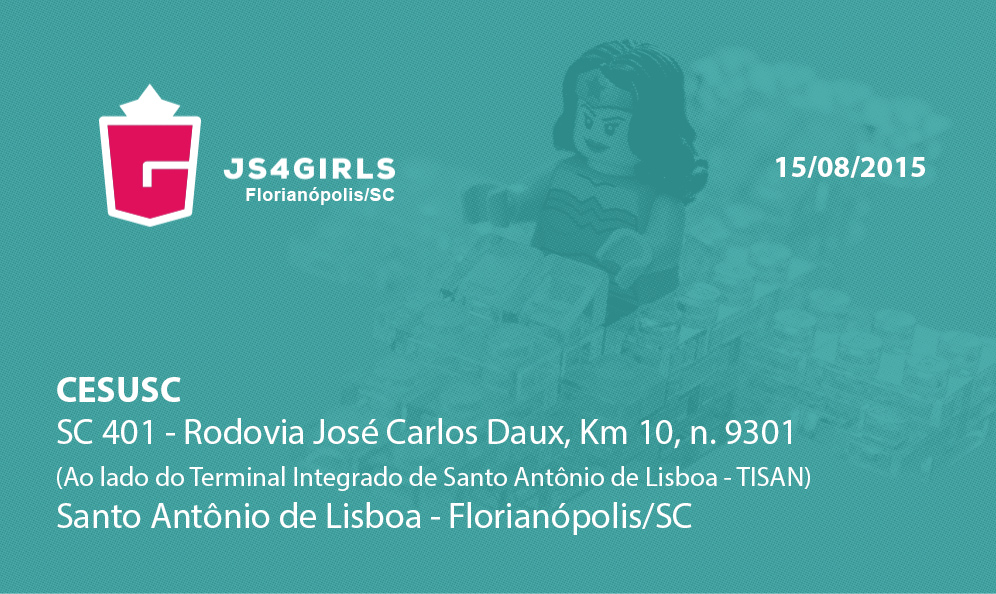 JS4GIRLS
Florianópolis/SC
15/08/2015
CESUSC
SC 401 - Rodovia José Carlos Daux, Km 10, n. 9301
(Ao lado do Terminal Integrado de Santo Antônio de Lisboa - TISAN)
Santo Antônio de Lisboa - Florianópolis/SC